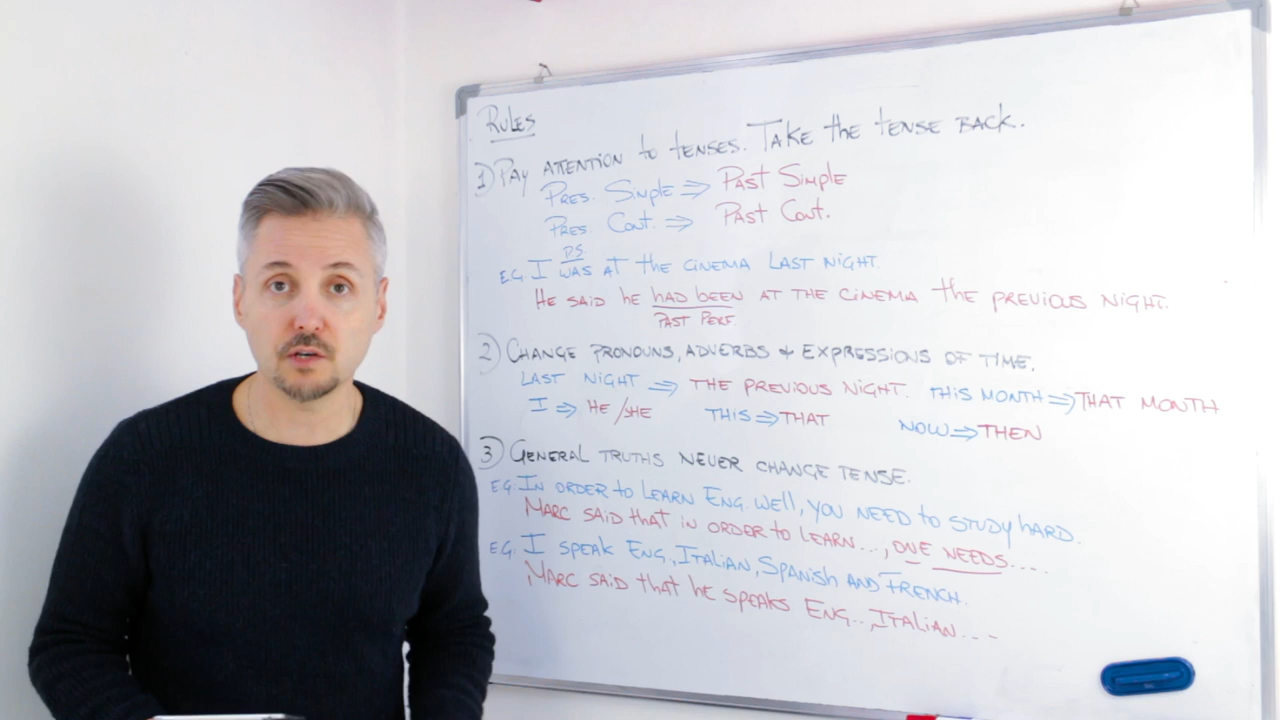 RULES
1) PAY ATTENTION to TENSES. TAKE the TENSE BACK.
PRES. SIMPLE ⇒ PAST SIMPLE
PRES. CONT. ⇒ PAST CONT.
PS
E.G. I WAS AT the CINEMA LAST NIGHT.
HE SAID HE HAD BEEN AT THE CINEMA the PREVIOUS NIGHT.
PAST PERF.
2) CHANGE PRONOUNS, ADVERBS & EXPRESSIONS OF TIME.
LAST NIGHT ⇒ THE PREVIOUS NIGHT. THIS MONTH ⇒ THAT MONTH
I ⇒ HE/SHE THIS ⇒ THAT NOW ⇒ THEN
3) GENERAL TRUTHS NEVER CHANGE TENSE.
E.G. IN ORDER to LEARN ENG. WELL, YOU NEED TO STUDY hARD.
MARC SAID that IN ORDER to LEARN..., ONE NEEDS....
E.G. I SPEAK ENG., ITALIAN, SPANISH AND FRENCH.
MARC SAID that he SPEAKS ENG.., ITALIAN....